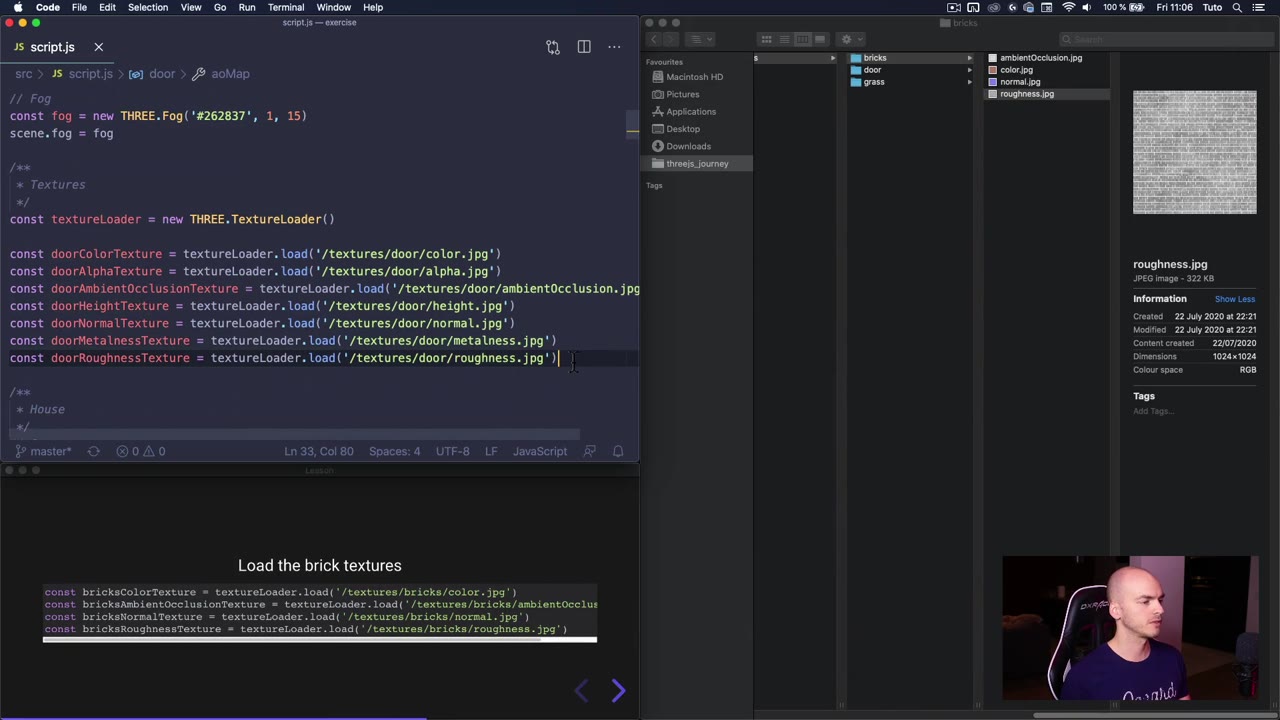 Code File Edit Selection View Go Run Terminal Window Help
100 % Fri 11:06 Tuto
script.js — exercise
JS script.js
src > JS script.js > door > aoMap
// Fog
const fog = new THREE.Fog('#262837', 1, 15)
scene.fog = fog
/**
* Textures
*/
const textureLoader = new THREE.TextureLoader()
const doorColorTexture = textureLoader.load('/textures/door/color.jpg')
const doorAlphaTexture = textureLoader.load('/textures/door/alpha.jpg')
const doorAmbientOcclusionTexture = textureLoader.load('/textures/door/ambientOcclusion.jpg
const doorHeightTexture = textureLoader.load('/textures/door/height.jpg')
const doorNormalTexture = textureLoader.load('/textures/door/normal.jpg')
const doorMetalnessTexture = textureLoader.load('/textures/door/metalness.jpg')
const doorRoughnessTexture = textureLoader.load('/textures/door/roughness.jpg')
/**
* House
*/
master* 0 0 Ln 33, Col 80 Spaces: 4 UTF-8 LF JavaScript
Lesson
Load the brick textures
const bricksColorTexture = textureLoader.load('/textures/bricks/color.jpg')
const bricksAmbientOcclusionTexture = textureLoader.load('/textures/bricks/ambientOcclus
const bricksNormalTexture = textureLoader.load('/textures/bricks/normal.jpg')
const bricksRoughnessTexture = textureLoader.load('/textures/bricks/roughness.jpg')
bricks
Search
Favourites
Macintosh HD
Pictures
Applications
Desktop
Downloads
threejs_journey
Tags
s
bricks
door
grass
ambientOcclusion.jpg
color.jpg
normal.jpg
roughness.jpg
roughness.jpg
JPEG image - 322 KB
Information Show Less
Created 22 July 2020 at 22:21
Modified 22 July 2020 at 22:21
Content created 22/07/2020
Dimensions 1024×1024
Colour space RGB
Tags
Add Tags...